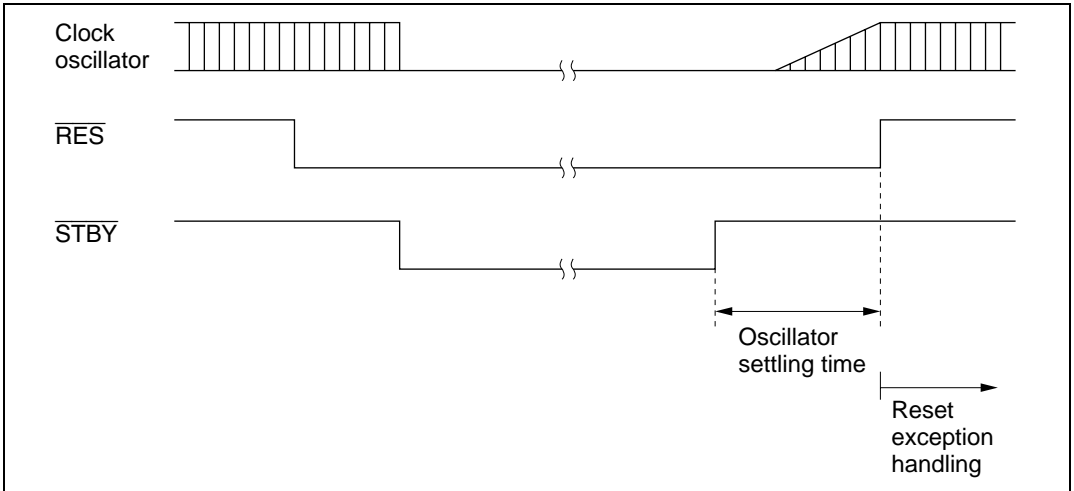 Clock
oscillator
RES
STBY
Oscillator
settling time
Reset
exception
handling